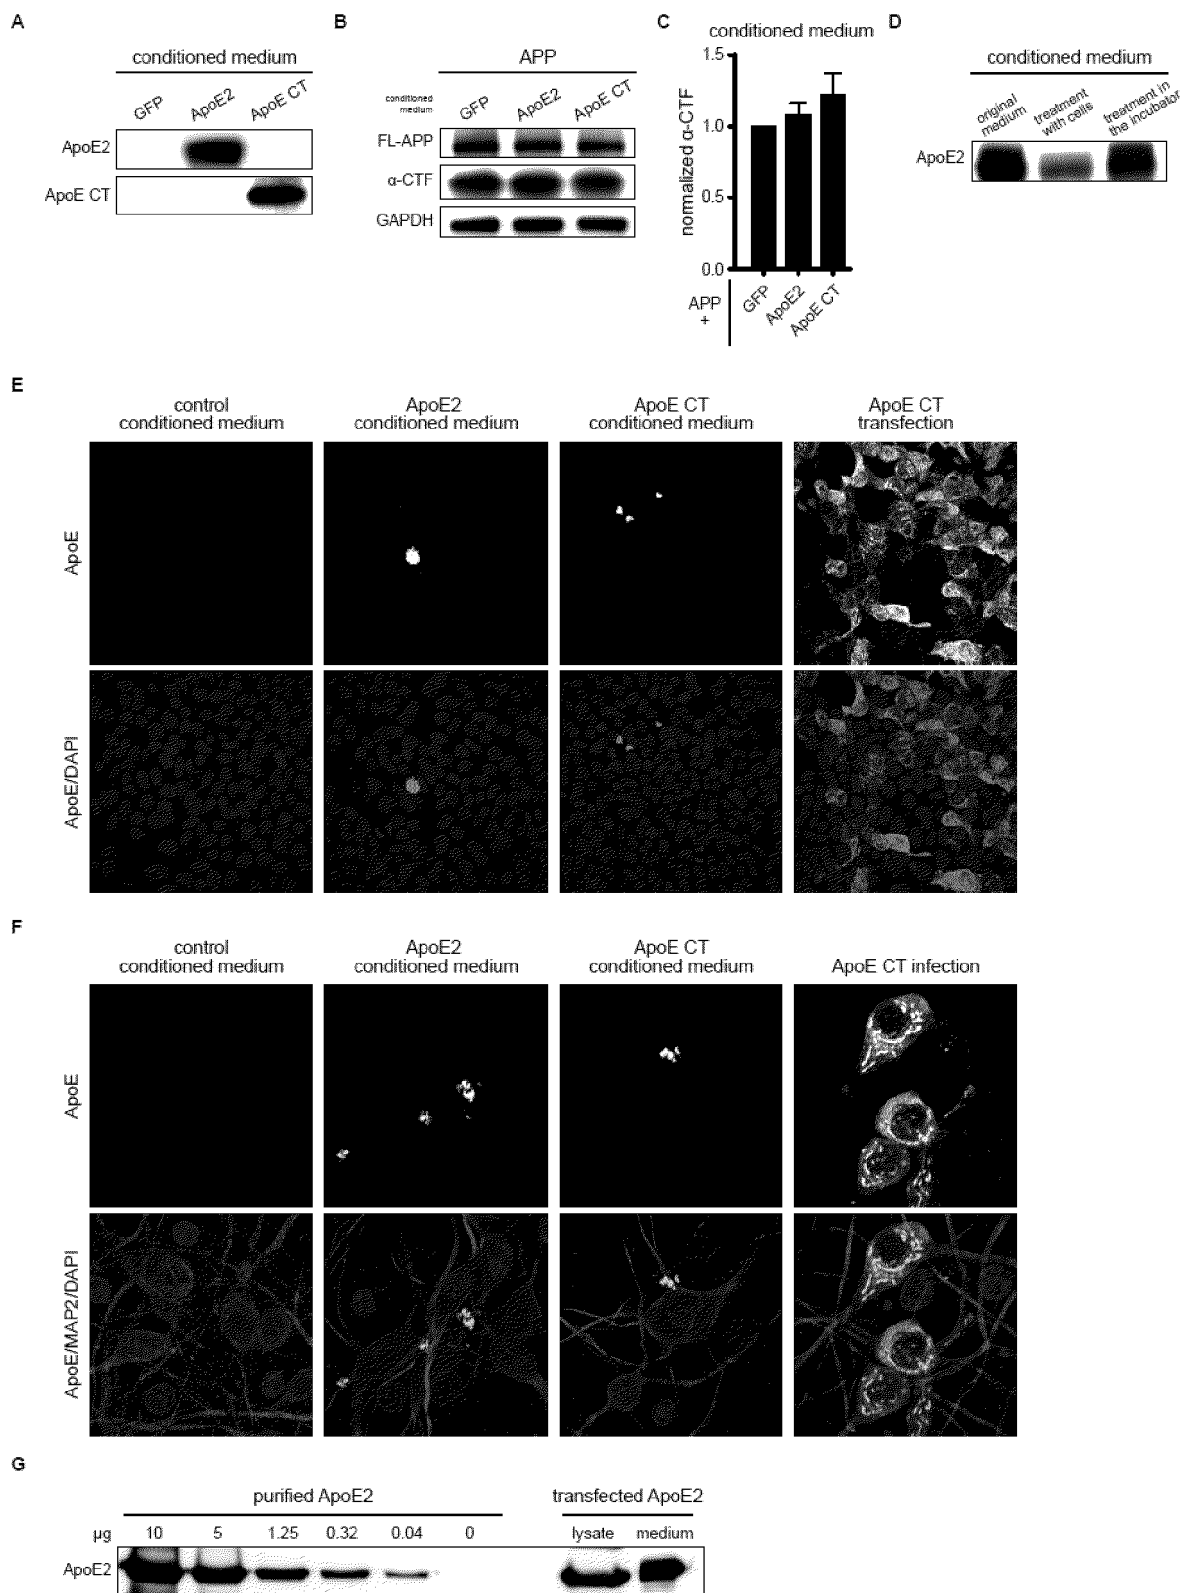 A
conditioned medium
GFP
ApoE2
ApoE CT
ApoE2
ApoE CT
B
APP
conditioned
medium
GFP
ApoE2
ApoE CT
FL-APP
α-CTF
GAPDH
C
conditioned medium
normalized α-CTF
1.5
1.0
0.5
0.0
APP
+
GFP
ApoE2
ApoE CT
D
conditioned medium
original
medium
treatment
with cells
treatment in
the incubator
ApoE2
E
control
conditioned medium
ApoE2
conditioned medium
ApoE CT
conditioned medium
ApoE CT
transfection
ApoE
ApoE/DAPI
F
control
conditioned medium
ApoE2
conditioned medium
ApoE CT
conditioned medium
ApoE CT infection
ApoE
ApoE/MAP2/DAPI
G
purified ApoE2
transfected ApoE2
µg 10 5 1.25 0.32 0.04 0 lysate medium
ApoE2